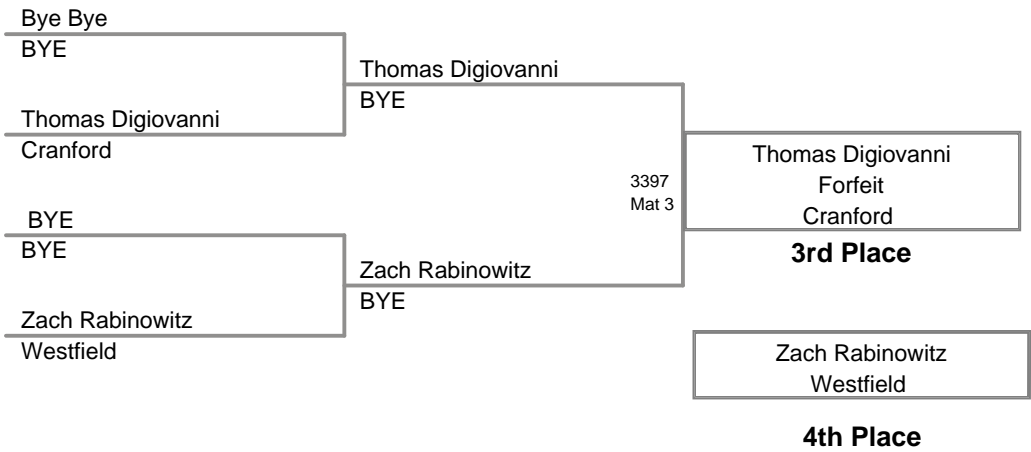 Bye Bye
BYE
Thomas Digiovanni
BYE
Thomas Digiovanni
Cranford
Thomas Digiovanni
Forfeit
Cranford
3rd Place
3397
Mat 3
BYE
BYE
Zach Rabinowitz
BYE
Zach Rabinowitz
Westfield
Zach Rabinowitz
Westfield
4th Place